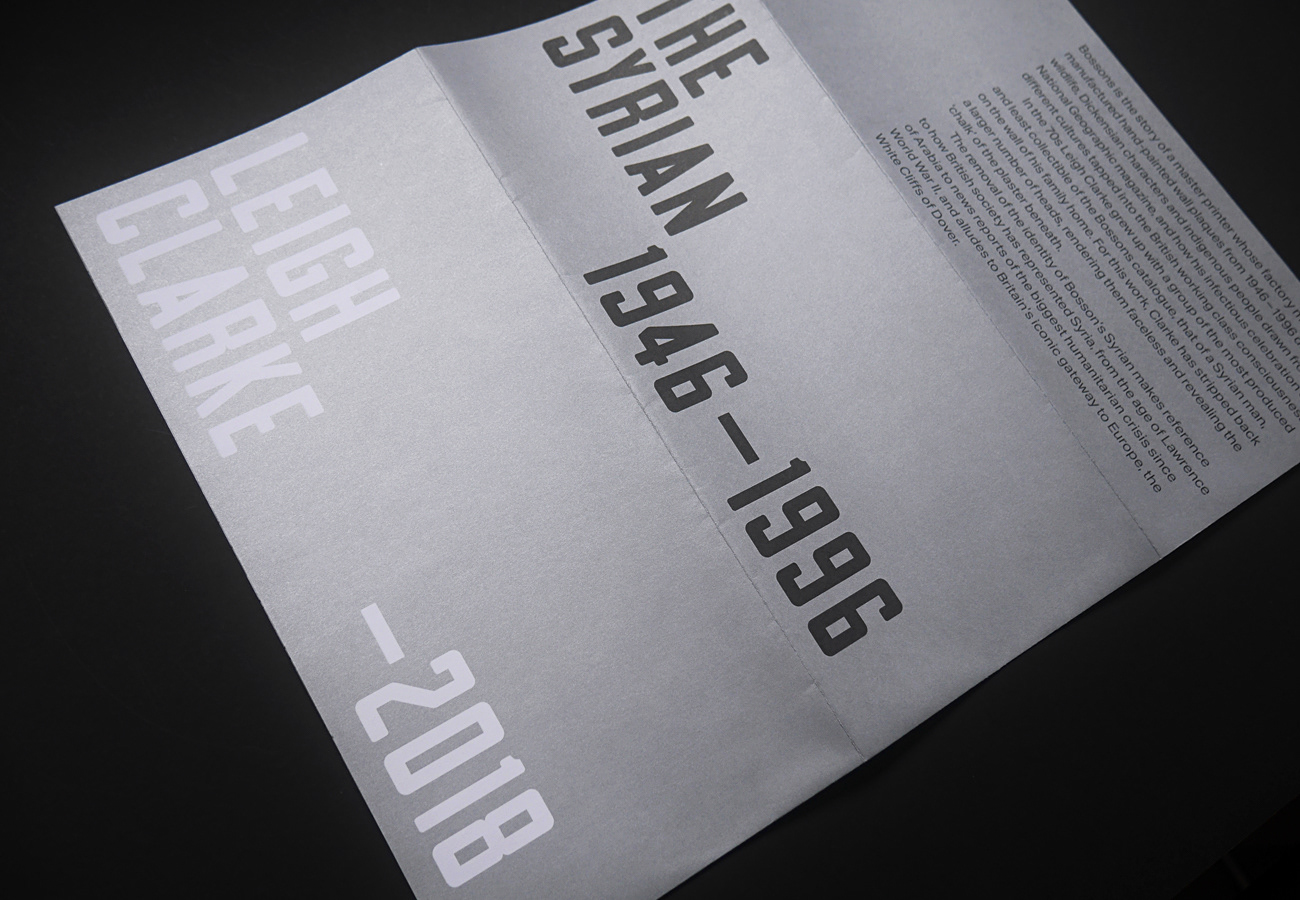 LEIGH
CLARKE
–2018
THE
SYRIAN 1946–1996
Bossons is the story of a master printer whose factory
manufactured hand-painted wall plaques from 1946 - 1996
wildlife, Dickensian characters and indigenous people drawn
National Geographic magazine, and how his infectious celebration
different cultures tapped into the British working class consciousness
In the 70s Leigh Clarke grew up with a group of the most produced
and least collectible of the Bossons catalogue, that of a Syrian man,
on the wall of his family home. For this work, Clarke has stripped back
a larger number of heads, rendering them faceless and revealing the
'chalk' of the plaster beneath.
The removal of the identity of Bosson's Syrian makes reference
to how British society has represented Syria, from the age of Lawrence
of Arabia to news reports of the biggest humanitarian crisis since
World War II, and alludes to Britain's iconic gateway to Europe, the
White Cliffs of Dover.